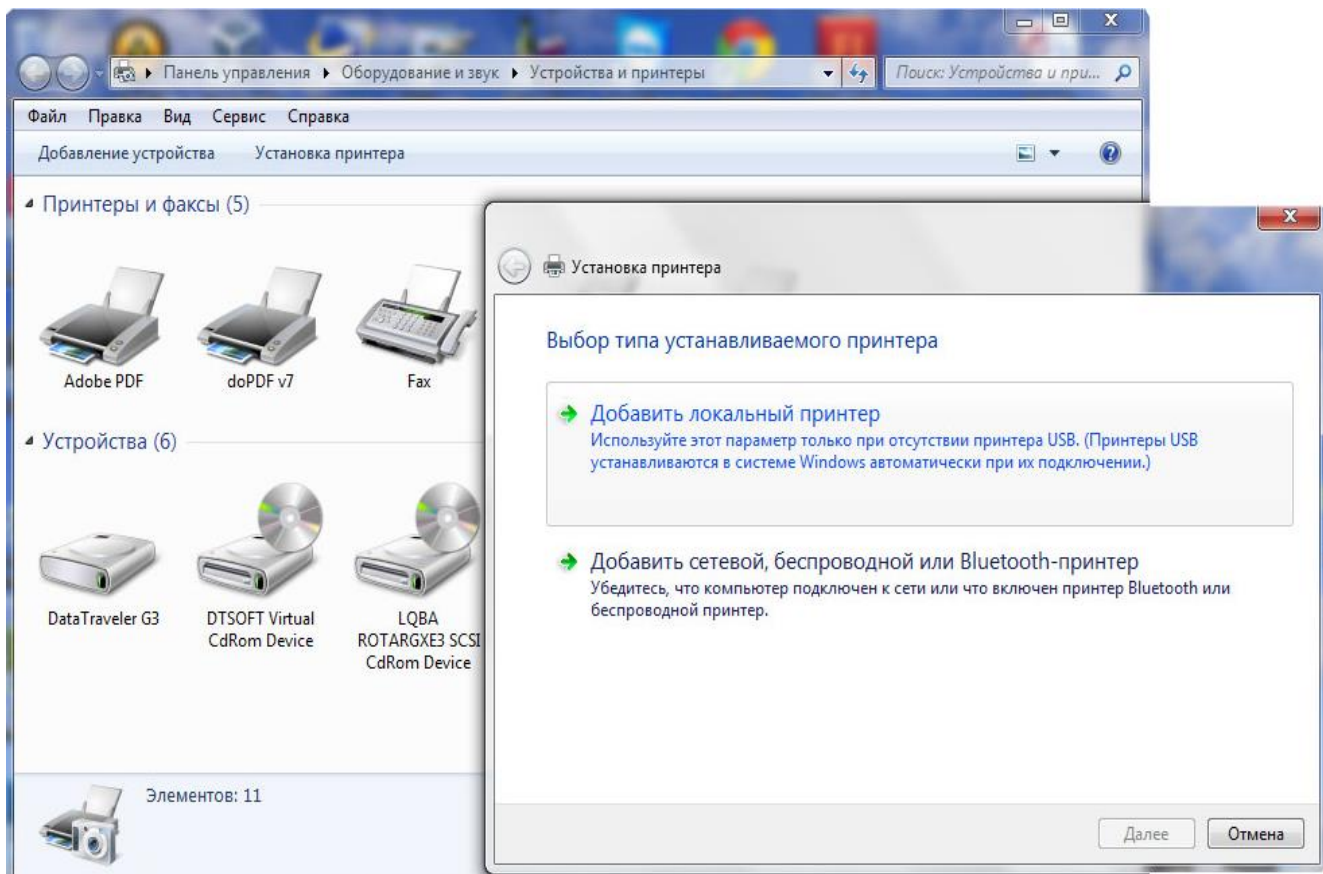 Панель управления ▸ Оборудование и звук ▸ Устройства и принтеры
Поиск: Устройства и при...
Файл Правка Вид Сервис Справка
Добавление устройства Установка принтера
Принтеры и факсы (5)
Adobe PDF
doPDF v7
Fax
Устройства (6)
DataTraveler G3
DTSOFT Virtual
CdRom Device
LQBA
ROTARGXE3 SCSI
CdRom Device
Элементов: 11
Установка принтера
Выбор типа устанавливаемого принтера
Добавить локальный принтер
Используйте этот параметр только при отсутствии принтера USB. (Принтеры USB
устанавливаются в системе Windows автоматически при их подключении.)
Добавить сетевой, беспроводной или Bluetooth-принтер
Убедитесь, что компьютер подключен к сети или что включен принтер Bluetooth или
беспроводной принтер.
Далее
Отмена